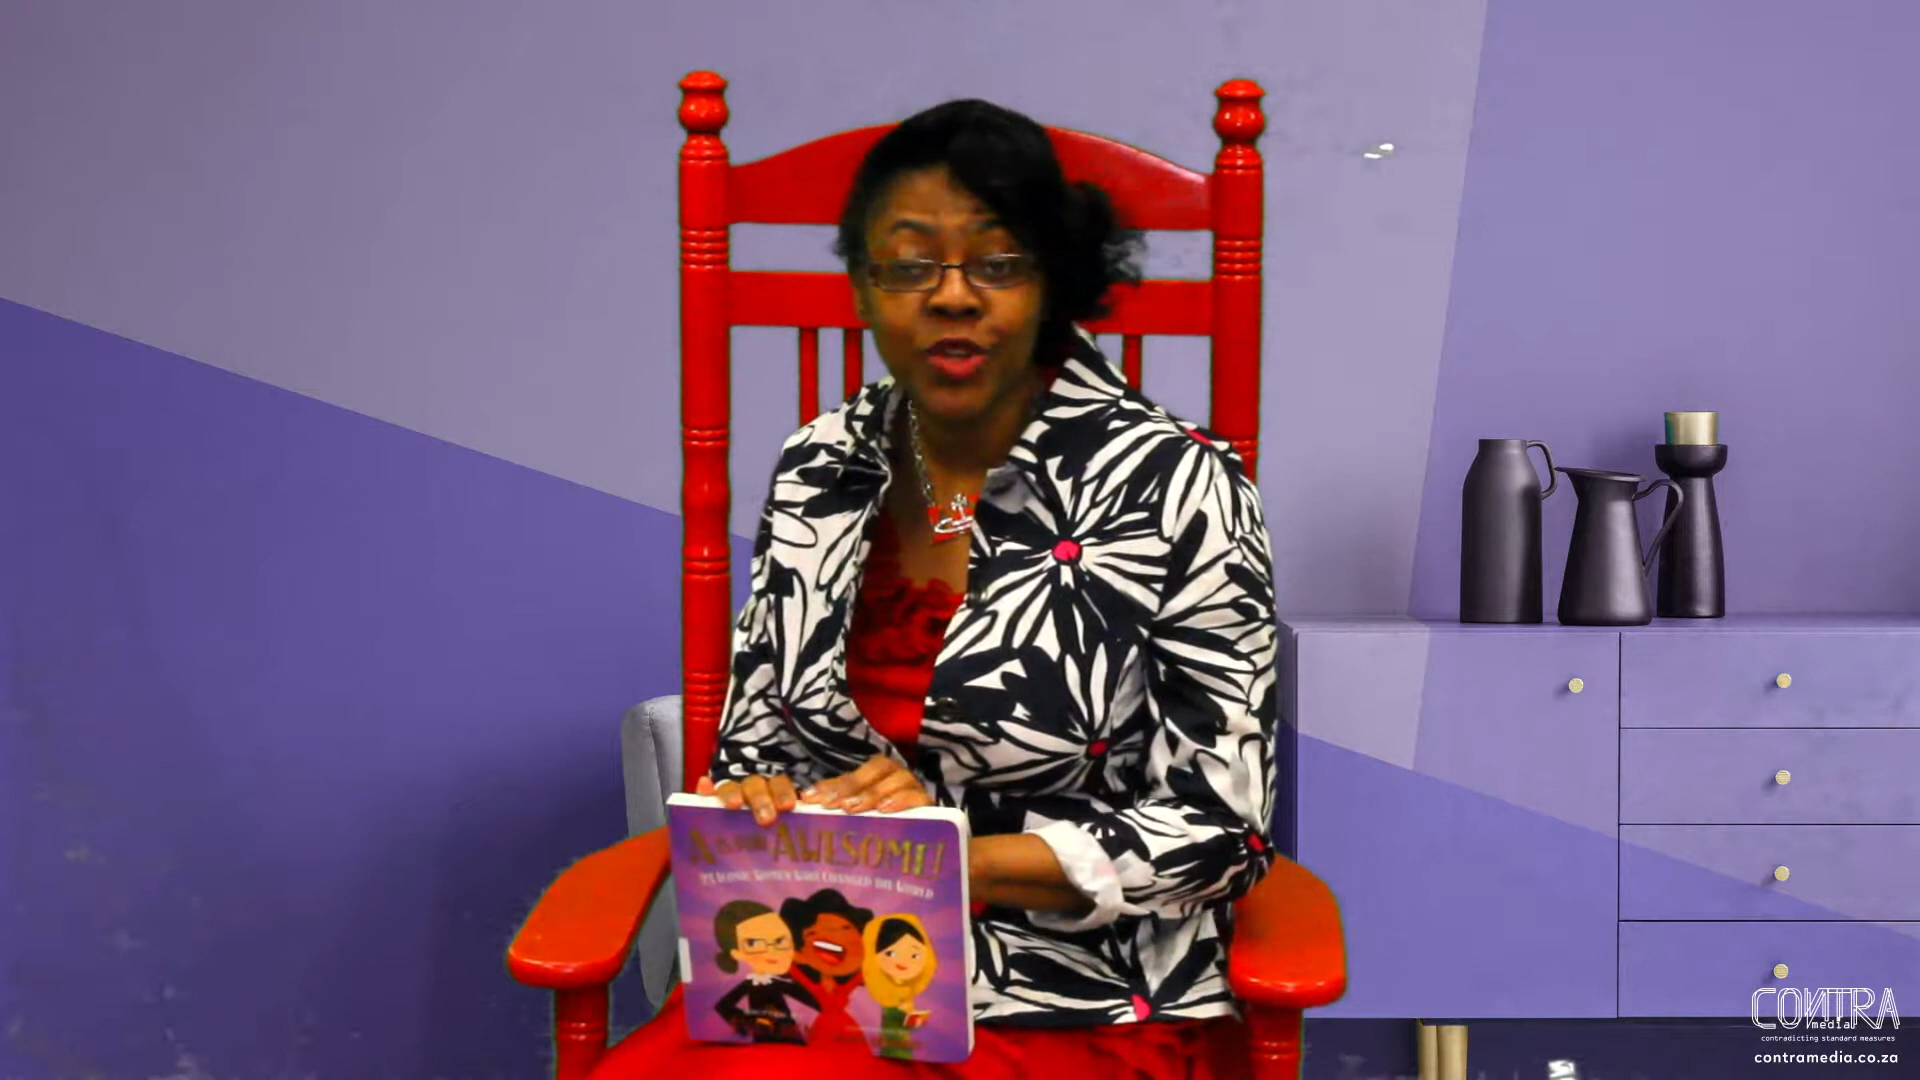 A is for AWESOME!
23 ICONIC WOMEN WHO CHANGED THE WORLD
CONTRA
media
contradicting standard measures
contramedia.co.za